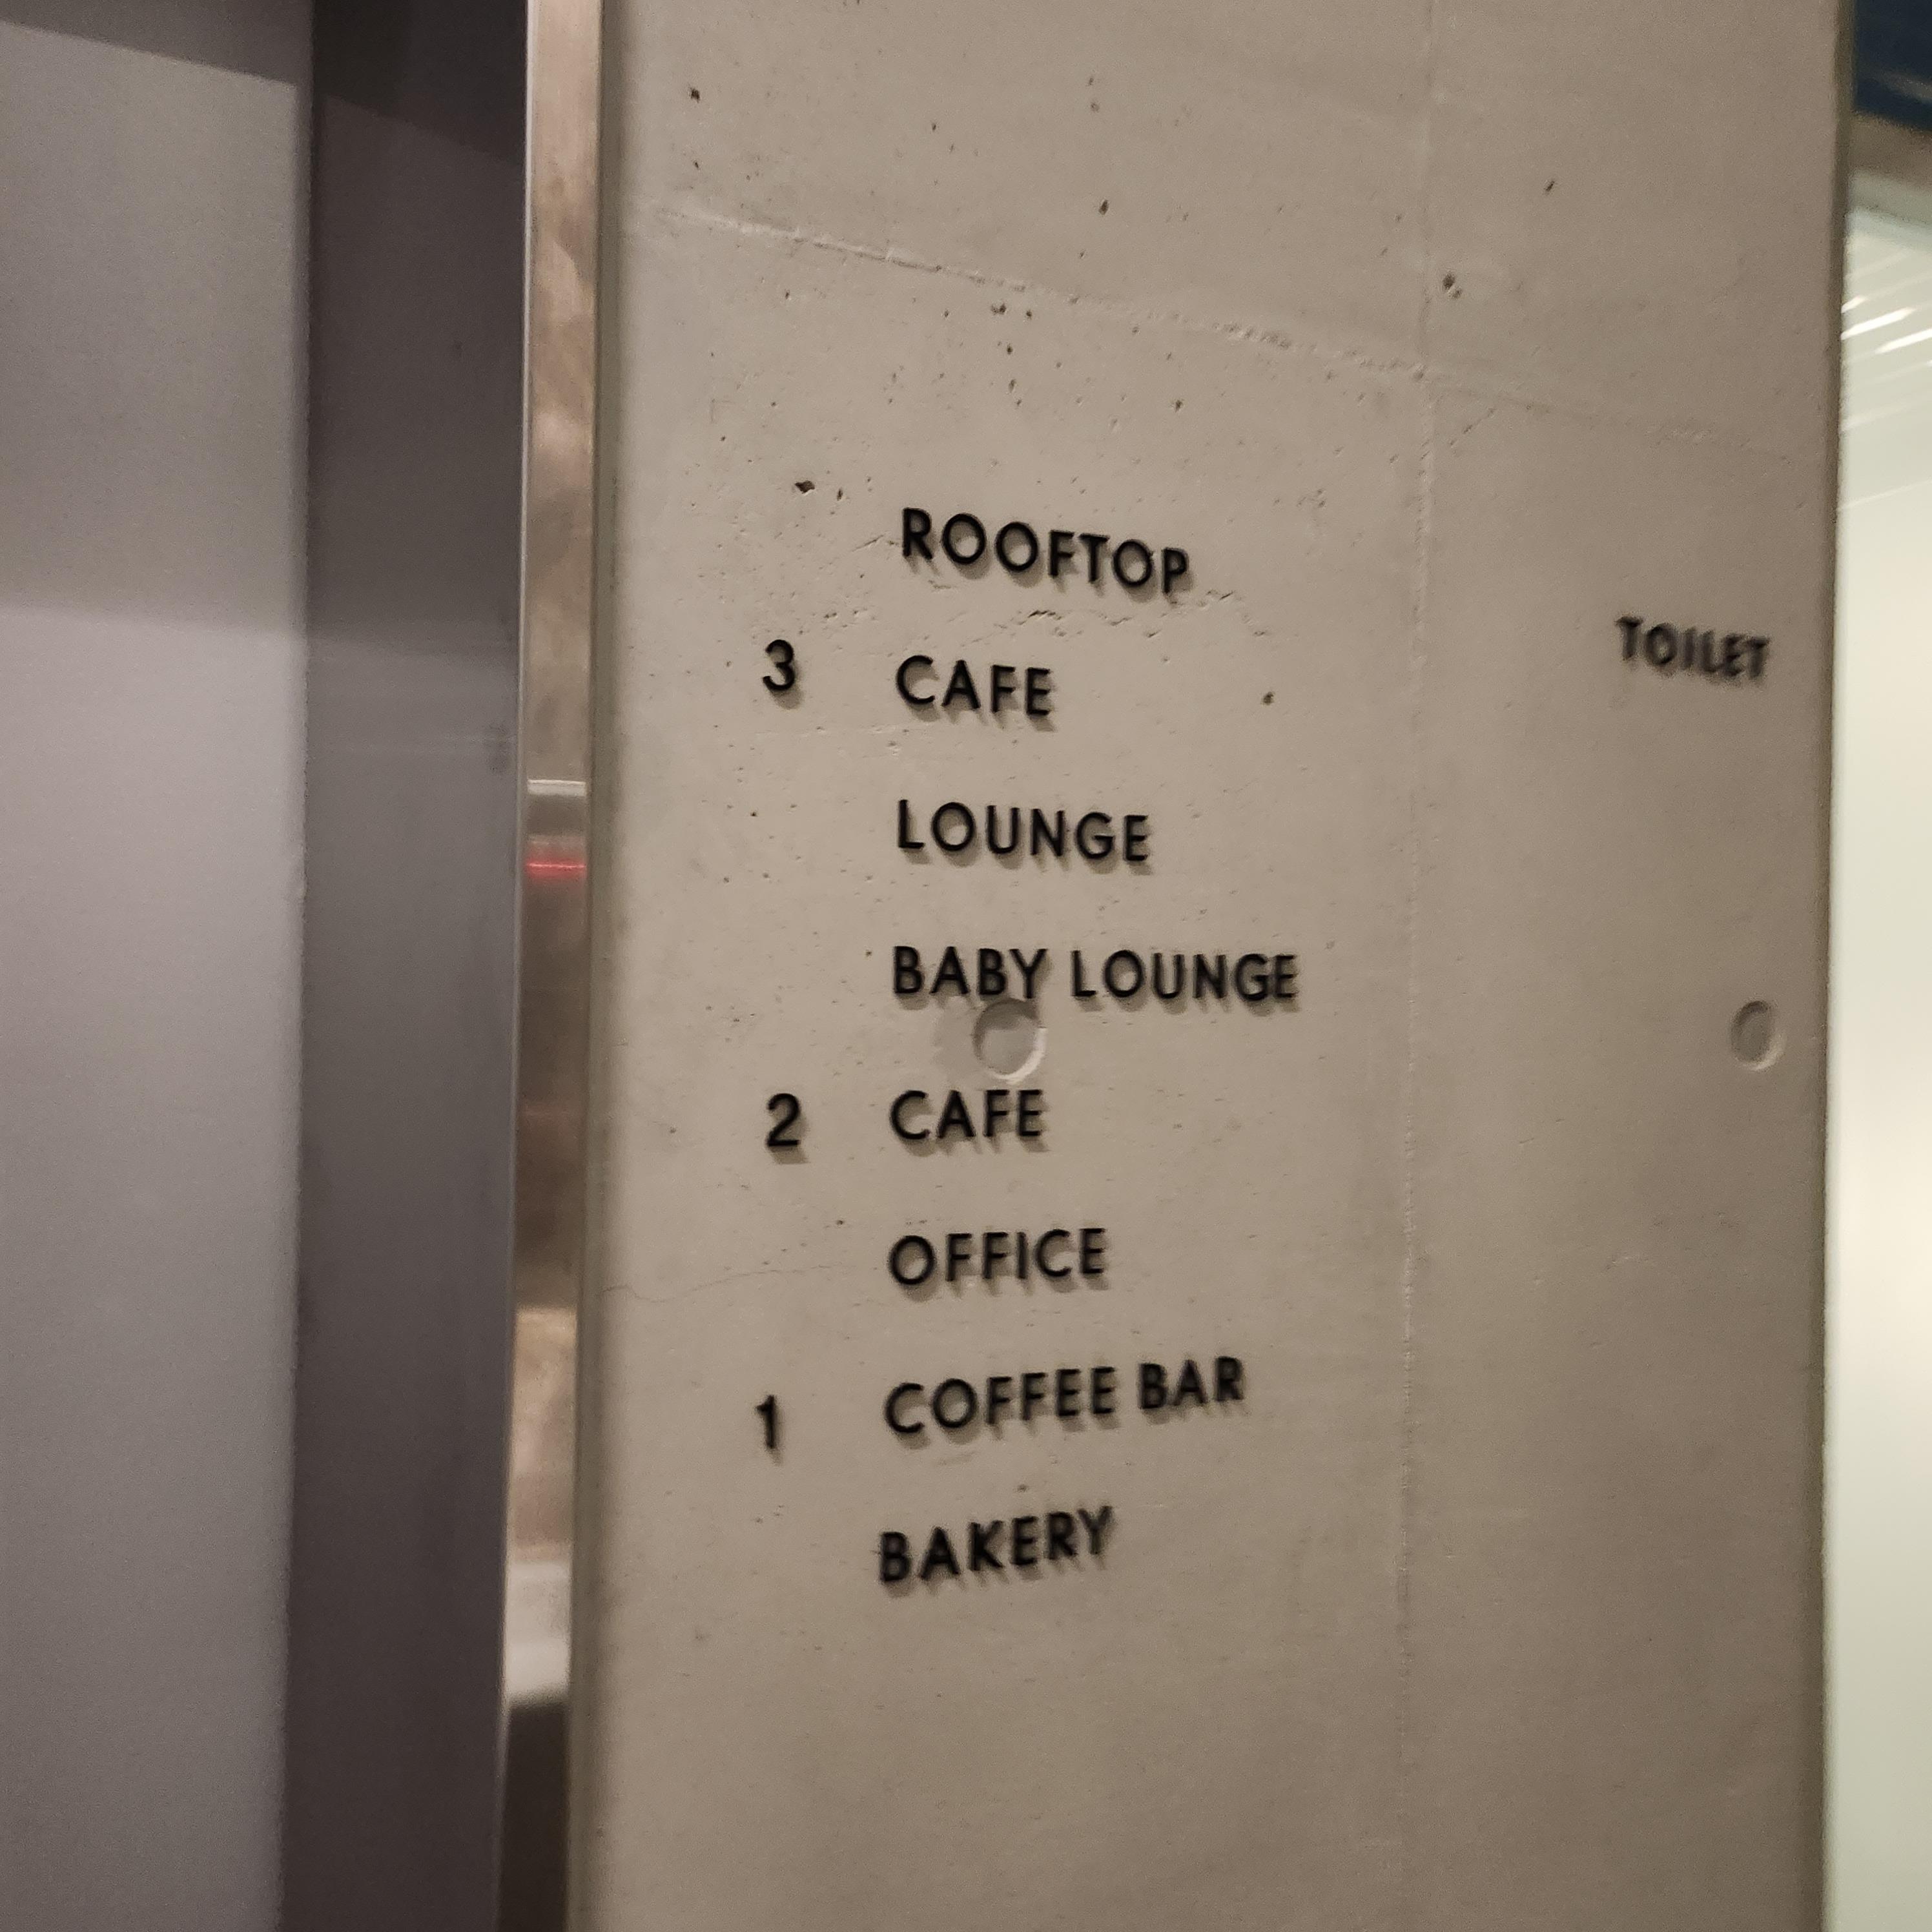 ROOFTOP
3 CAFE TOILET
LOUNGE
BABY LOUNGE
2 CAFE
OFFICE
1 COFFEE BAR
BAKERY